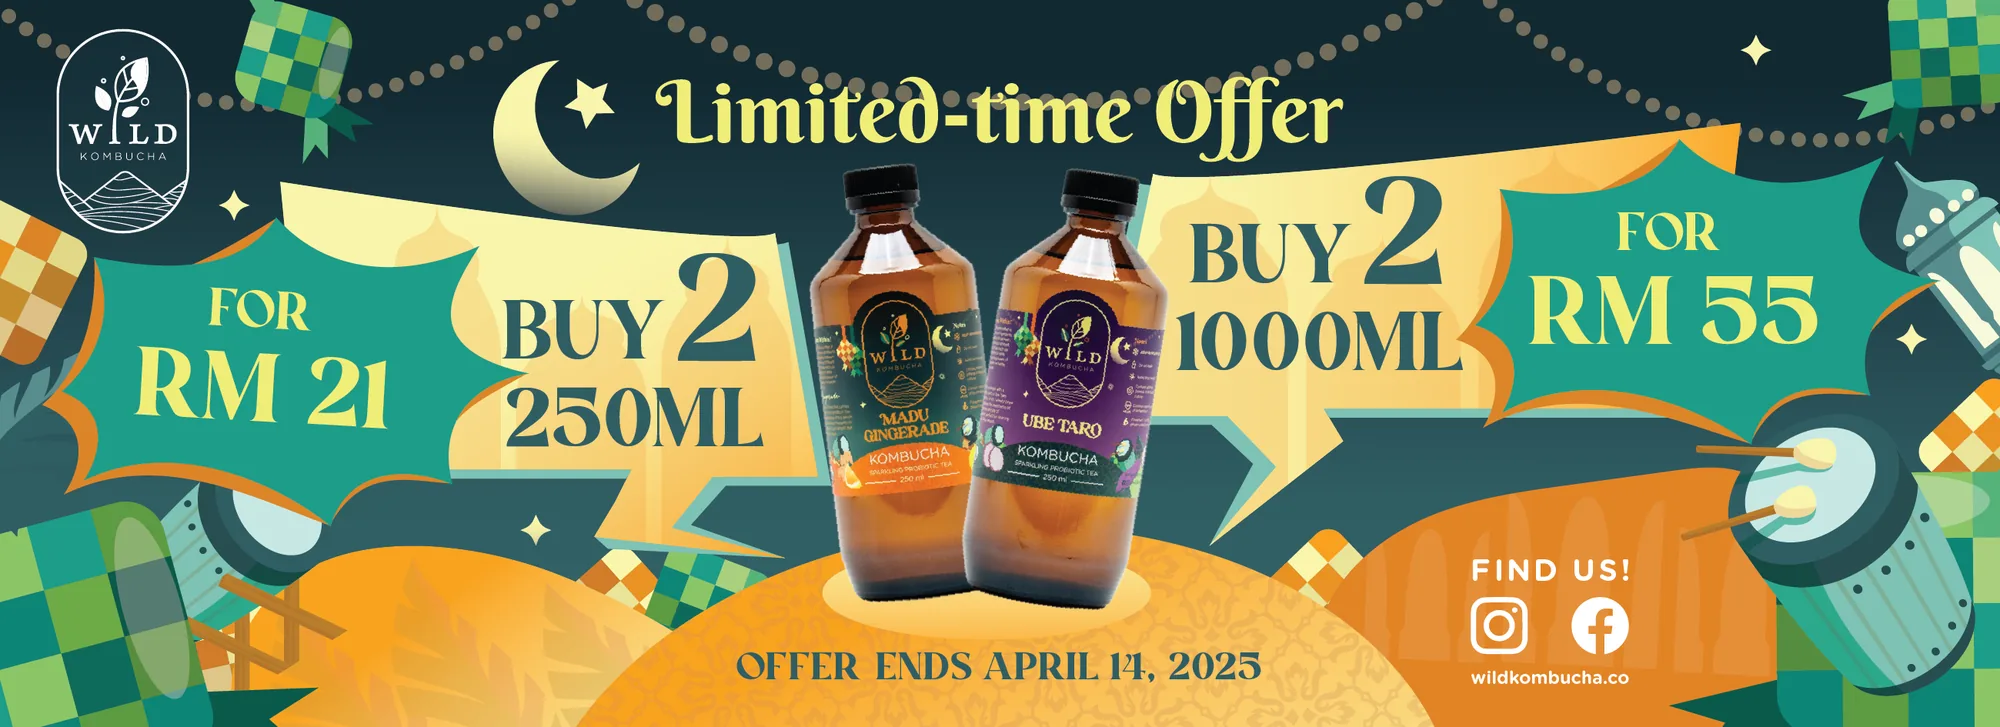 WILD
KOMBUCHA
Limited-time Offer
FOR
RM 21
BUY 2
250ML
BUY 2
1000ML
FOR
RM 55
WILD
KOMBUCHA
MADU
GINGERADE
KOMBUCHA
SPARKLING PROBIOTIC TEA
250 ml
WILD
KOMBUCHA
UBE TARO
KOMBUCHA
SPARKLING PROBIOTIC TEA
250 ml
OFFER ENDS APRIL 14, 2025
FIND US!
wildkombucha.co